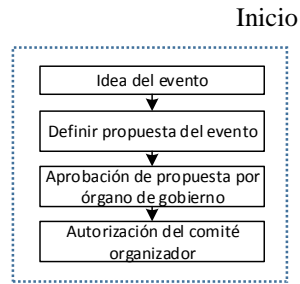 Inicio
Idea del evento
Definir propuesta del evento
Aprobación de propuesta por
órgano de gobierno
Autorización del comité
organizador